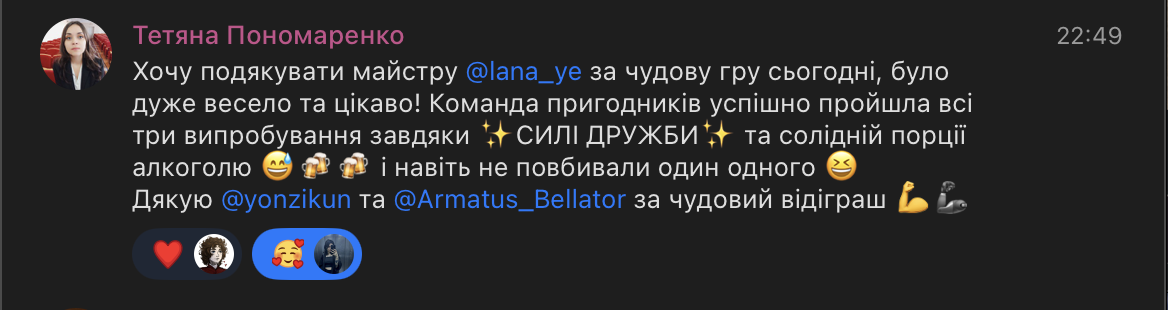 Тетяна Пономаренко 22:49
Хочу подякувати майстру @lana_ye за чудову гру сьогодні, було
дуже весело та цікаво! Команда пригодників успішно пройшла всі
три випробування завдяки ✨СИЛІ ДРУЖБИ✨ та солідній порції
алкоголю 😅🍻🍻 і навіть не повбивали один одного 😆
Дякую @yonzikun та @Armatus_Bellator за чудовий відіграш 💪🦾